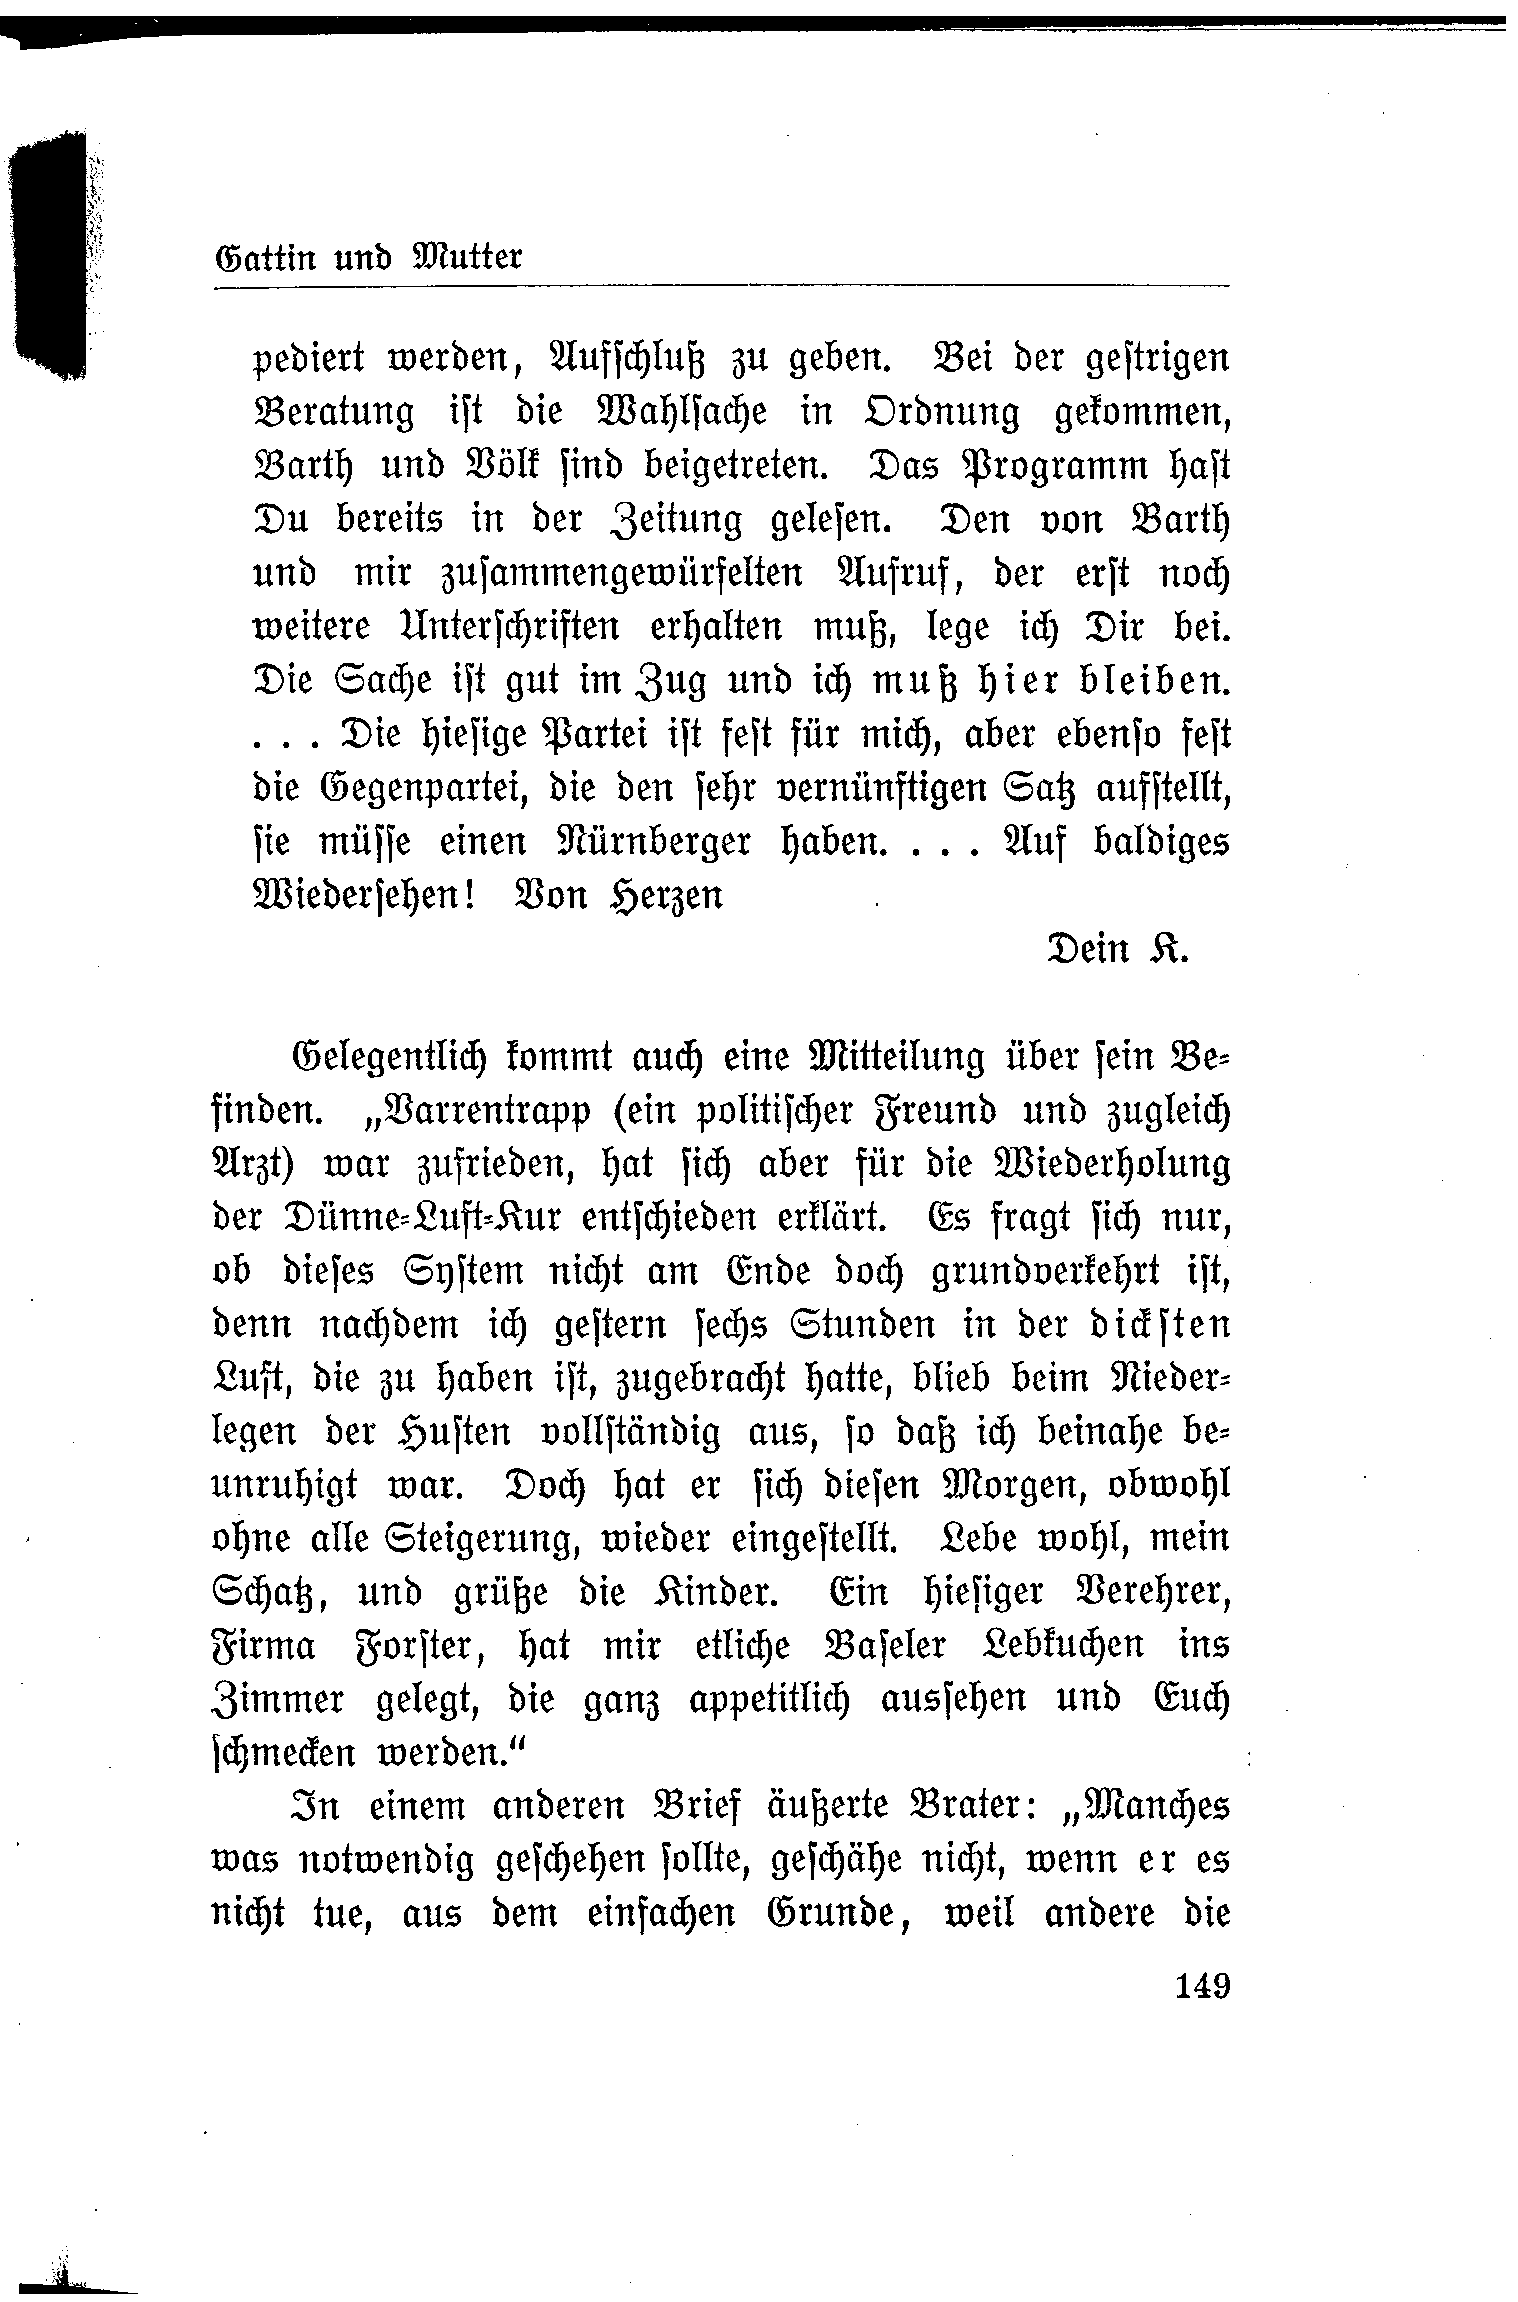 Gattin und Mutter
pediert werden, Aufschluß zu geben. Bei der gestrigen
Beratung ist die Wahlsache in Ordnung gekommen,
Barth und Völk sind beigetreten. Das Programm hast
Du bereits in der Zeitung gelesen. Den von Barth
und mir zusammengewürfelten Aufruf, der erst noch
weitere Unterschriften erhalten muß, lege ich Dir bei.
Die Sache ist gut im Zug und ich muß hier bleiben.
. . . Die hiesige Partei ist fest für mich, aber ebenso fest
die Gegenpartei, die den sehr vernünftigen Satz aufstellt,
sie müsse einen Nürnberger haben. . . . Auf baldiges
Wiedersehen! Von Herzen
Dein K.
Gelegentlich kommt auch eine Mitteilung über sein Be-
finden. „Varrentrapp (ein politischer Freund und zugleich
Arzt) war zufrieden, hat sich aber für die Wiederholung
der Dünne-Luft-Kur entschieden erklärt. Es fragt sich nur,
ob dieses System nicht am Ende doch grundverkehrt ist,
denn nachdem ich gestern sechs Stunden in der dicksten
Luft, die zu haben ist, zugebracht hatte, blieb beim Nieder-
legen der Husten vollständig aus, so daß ich beinahe be-
unruhigt war. Doch hat er sich diesen Morgen, obwohl
ohne alle Steigerung, wieder eingestellt. Lebe wohl, mein
Schatz, und grüße die Kinder. Ein hiesiger Verehrer,
Firma Forster, hat mir etliche Baseler Lebkuchen ins
Zimmer gelegt, die ganz appetitlich aussehen und Euch
schmecken werden.“
In einem anderen Brief äußerte Brater: „Manches
was notwendig geschehen sollte, geschähe nicht, wenn er es
nicht tue, aus dem einfachen Grunde, weil andere die
149